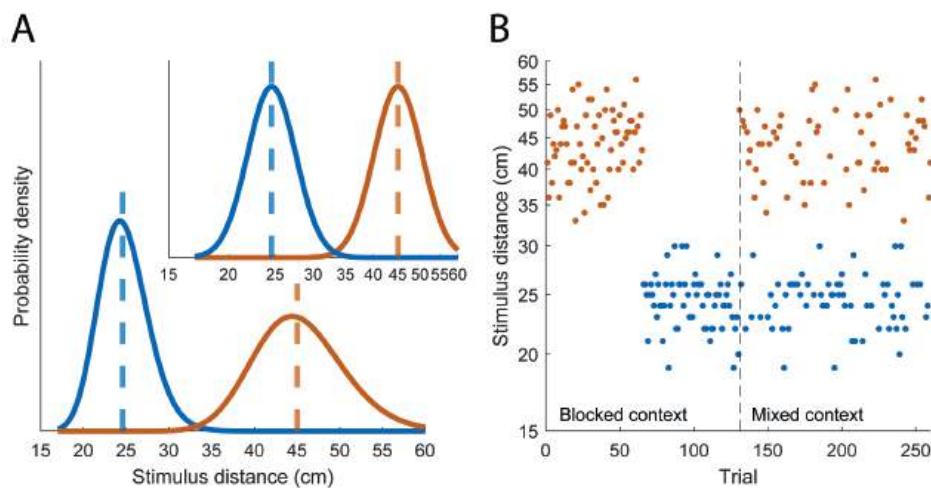 A
Probability density
15 20 25 30 35 40 45 50 55 60
15 20 25 30 35 40 45 50 55 60
Stimulus distance (cm)
B
Stimulus distance (cm)
60
55
50
45
40
35
30
25
20
15
Blocked context
Mixed context
0 50 100 150 200 250
Trial